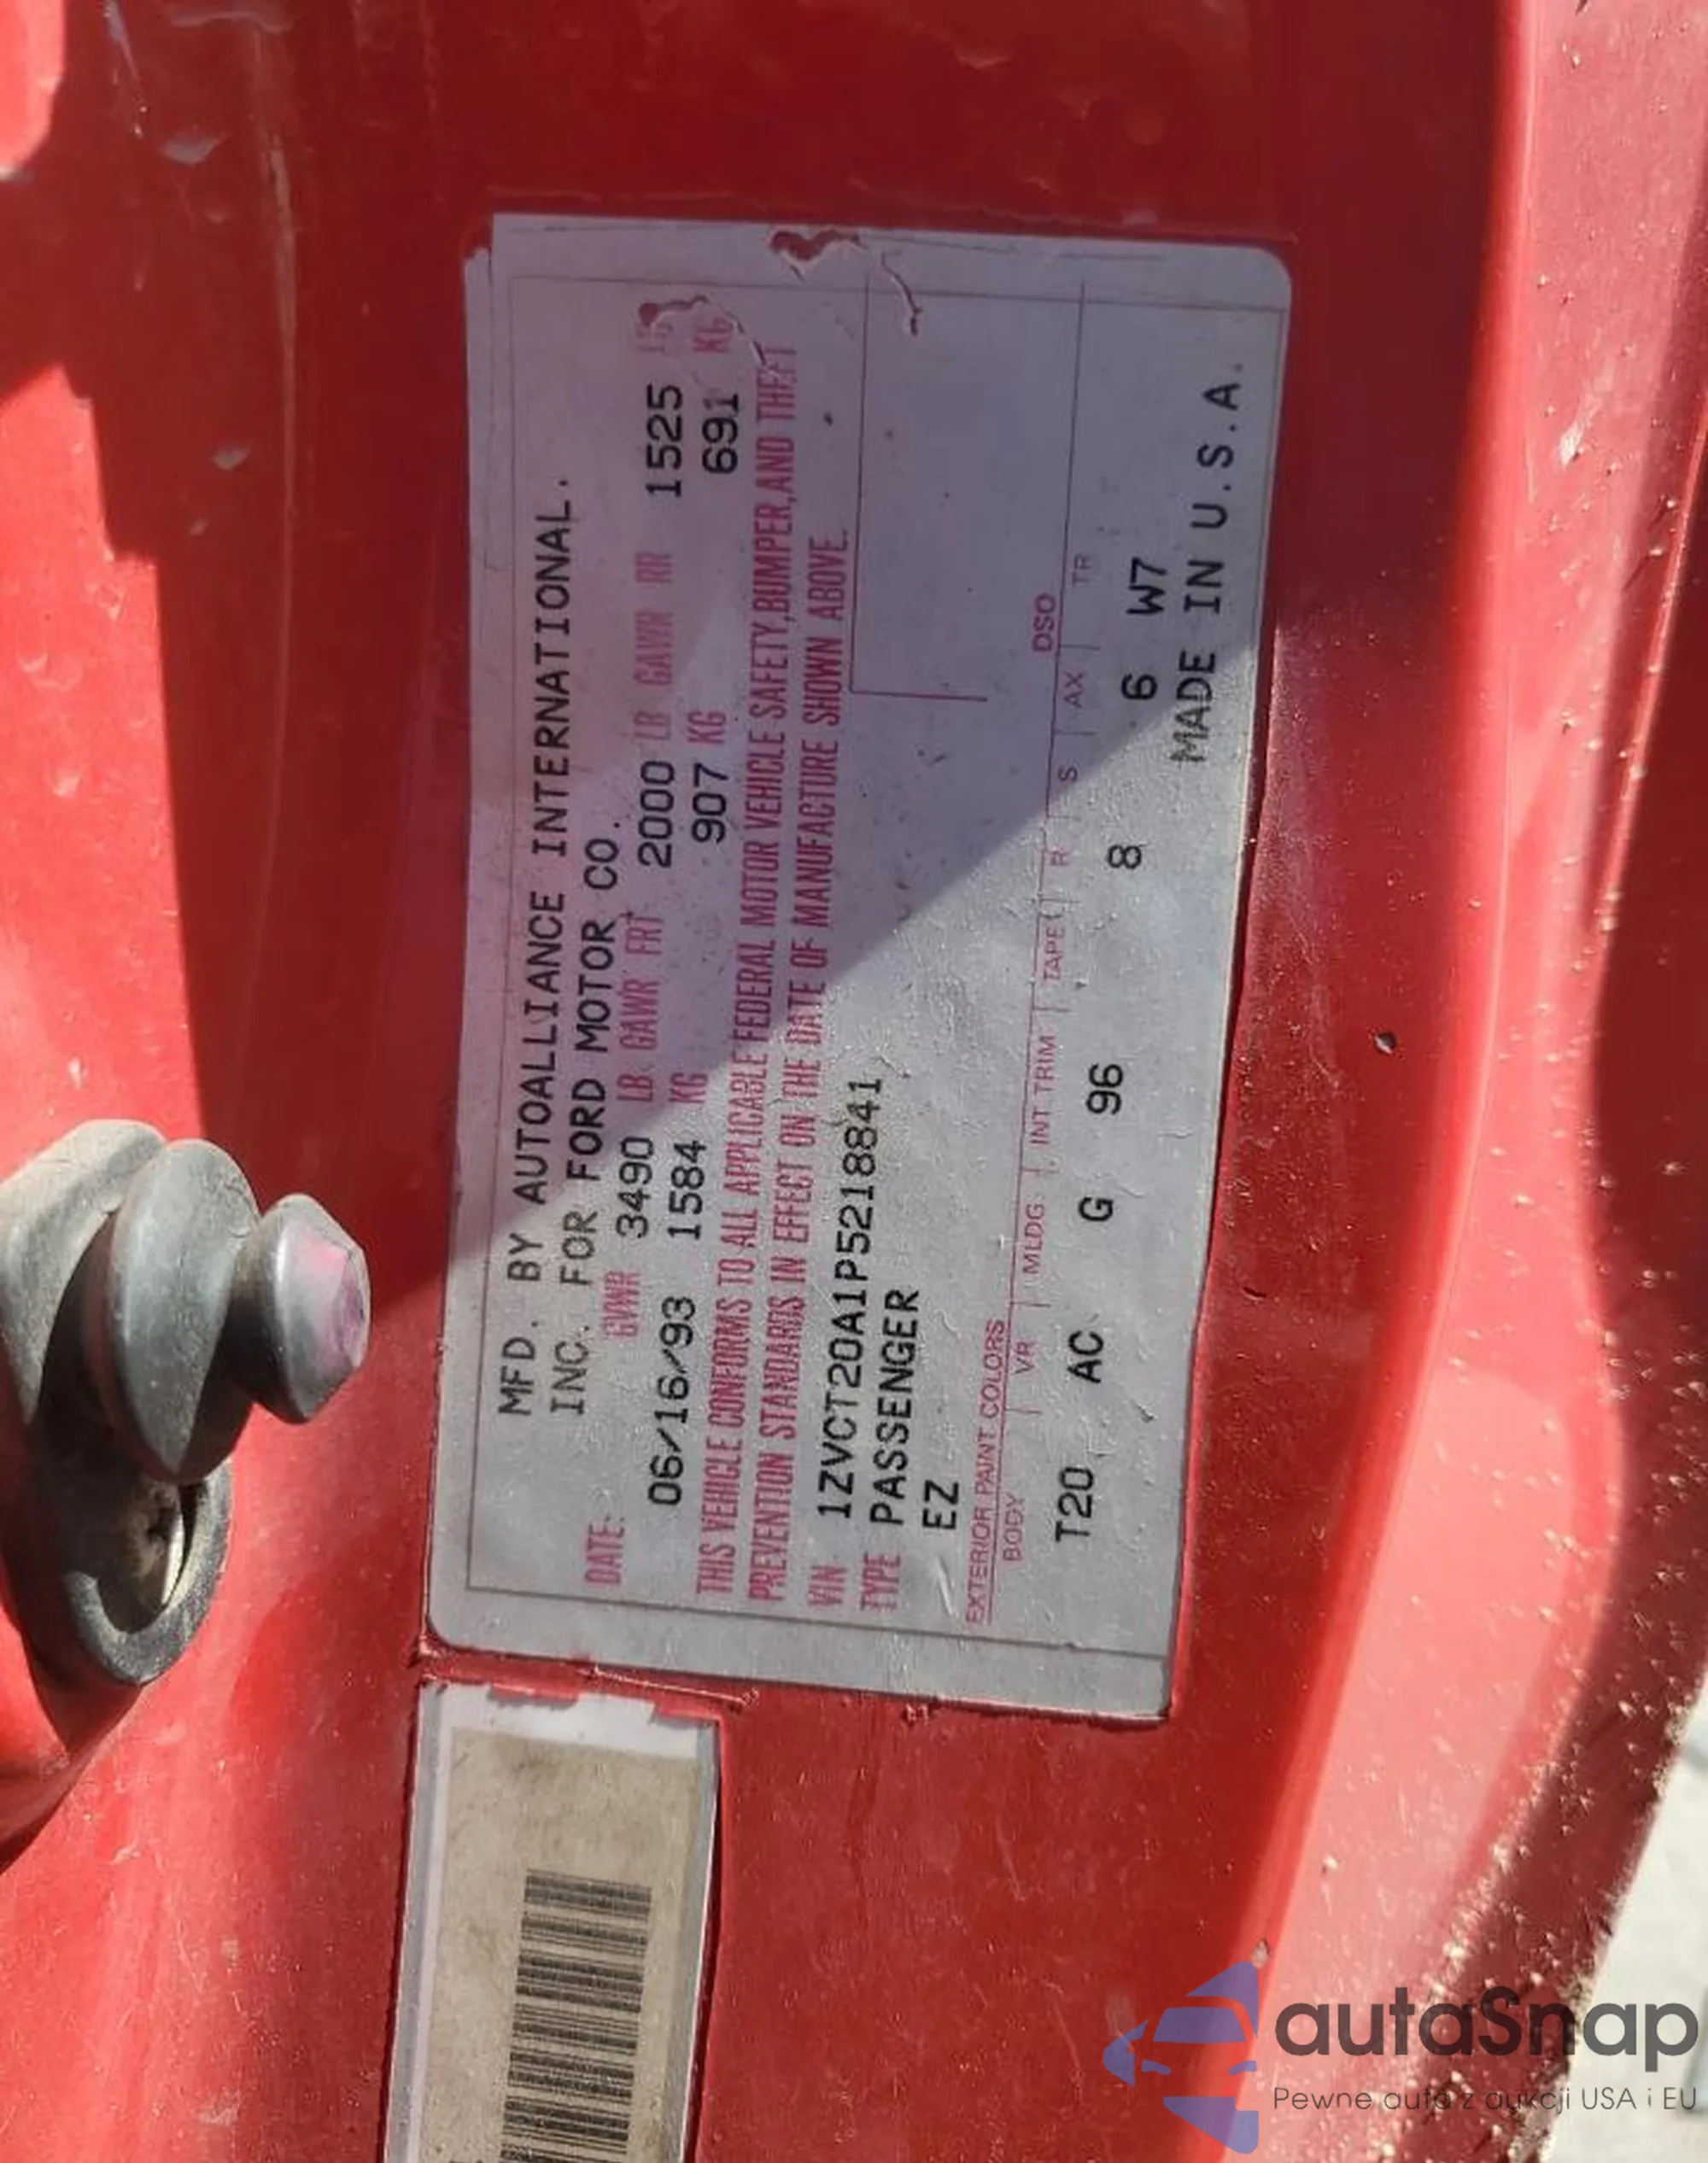 MFD. BY AUTOALLIANCE INTERNATIONAL.
INC. FOR FORD MOTOR CO.
DATE: GVWR 3490 LB GAWR FRT 2000 LB GAWR RR 1525
06/16/93 1584 KG 907 KG 691 KG
THIS VEHICLE CONFORMS TO ALL APPLICABLE FEDERAL MOTOR VEHICLE SAFETY,BUMPER,AND THEFT
PREVENTION STANDARDS IN EFFECT ON THE DATE OF MANUFACTURE SHOWN ABOVE.
VIN 1ZVCT20A1P5218841
TYPE PASSENGER
EZ
EXTERIOR PAINT COLORS DSO
BODY VR MLDG INT TRIM TAPE R S AX TR
T20 AC G 96 8 6 W7
MADE IN U.S.A.
autaSnap
Pewne auta z aukcji USA i EU